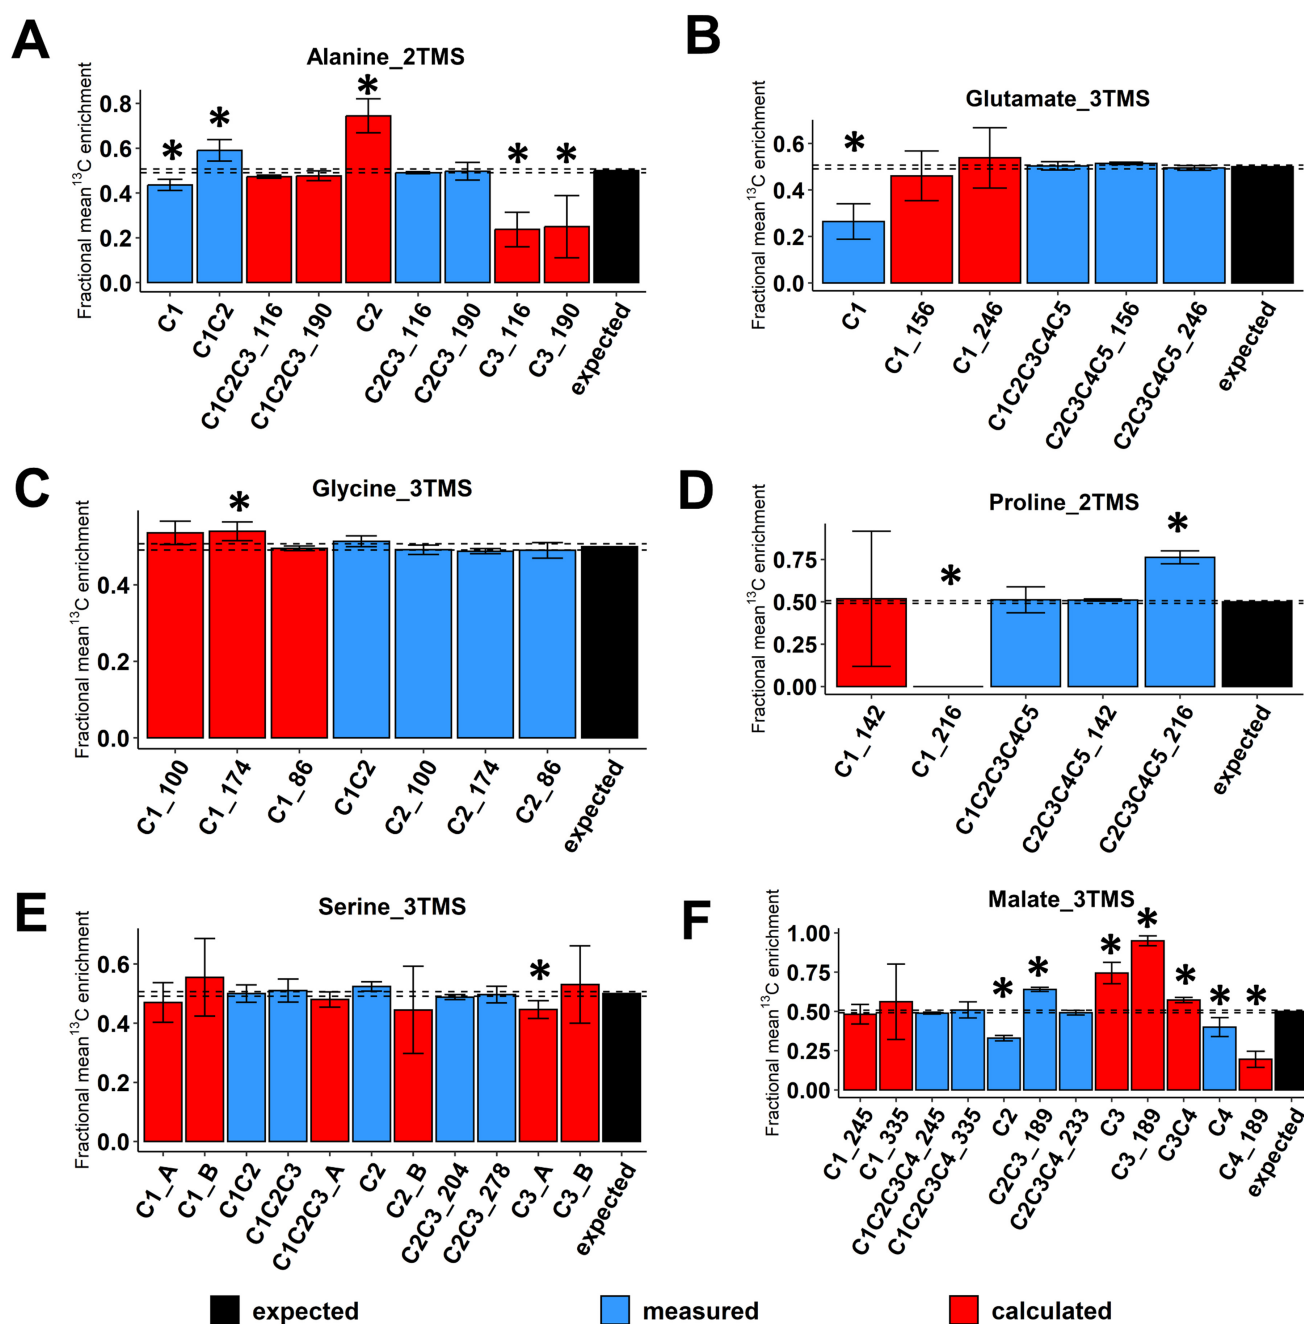 A
Alanine_2TMS
Fractional mean ¹³C enrichment
0.8
0.6
0.4
0.2
0.0
* * * * *
C1
C1C2
C1C2C3_116
C1C2C3_190
C2
C2C3_116
C2C3_190
C3_116
C3_190
expected
B
Glutamate_3TMS
Fractional mean ¹³C enrichment
0.6
0.4
0.2
0.0
*
C1
C1_156
C1_246
C1C2C3C4C5
C2C3C4C5_156
C2C3C4C5_246
expected
C
Glycine_3TMS
Fractional mean ¹³C enrichment
0.4
0.2
0.0
*
C1_100
C1_174
C1_86
C1C2
C2_100
C2_174
C2_86
expected
D
Proline_2TMS
Fractional mean ¹³C enrichment
0.75
0.50
0.25
0.00
* *
C1_142
C1_216
C1C2C3C4C5
C2C3C4C5_142
C2C3C4C5_216
expected
E
Serine_3TMS
Fractional mean ¹³C enrichment
0.6
0.4
0.2
0.0
*
C1_A
C1_B
C1C2
C1C2C3
C1C2C3_A
C2
C2_B
C2C3_204
C2C3_278
C3_A
C3_B
expected
F
Malate_3TMS
Fractional mean ¹³C enrichment
1.00
0.75
0.50
0.25
0.00
* * * * * * *
C1_245
C1_335
C1C2C3C4_245
C1C2C3C4_335
C2
C2C3_189
C2C3C4_233
C3
C3_189
C3C4
C4
C4_189
expected
expected
measured
calculated